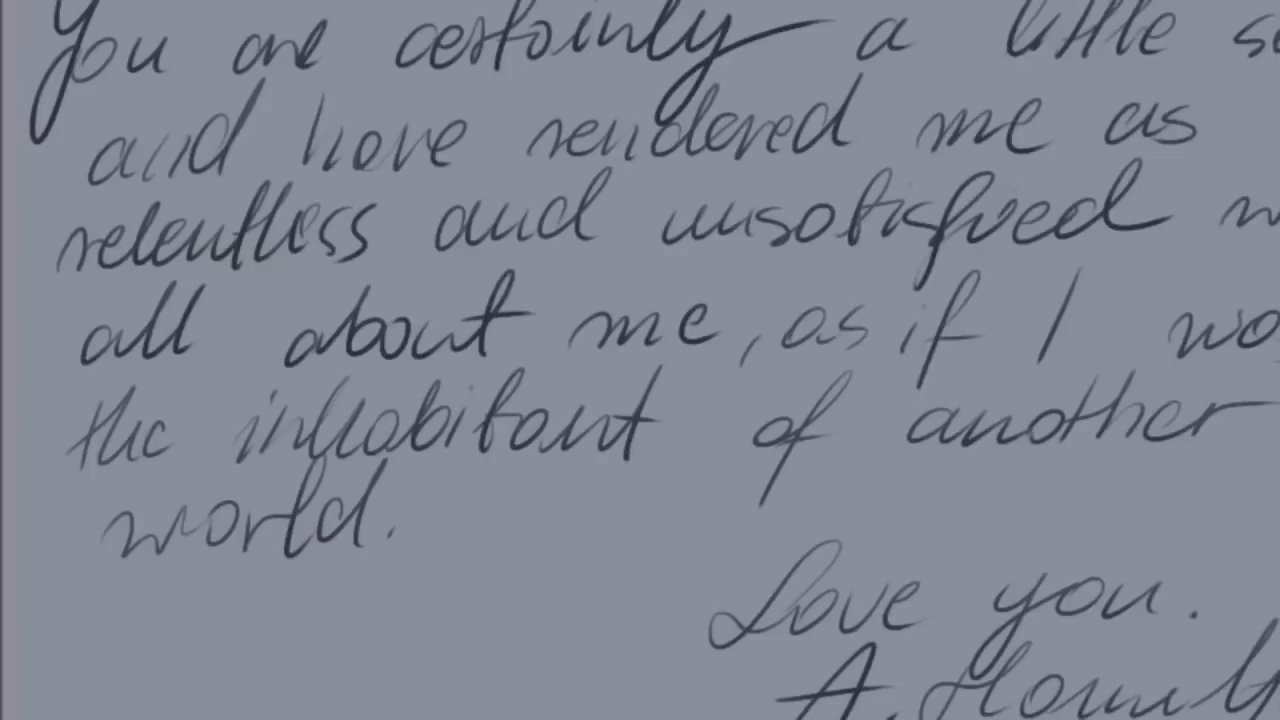 You are certainly a little
and have rendered me as
relentless and unsatisfied
all about me, as if I
the inhabitant of another
world.
Love you.
A.